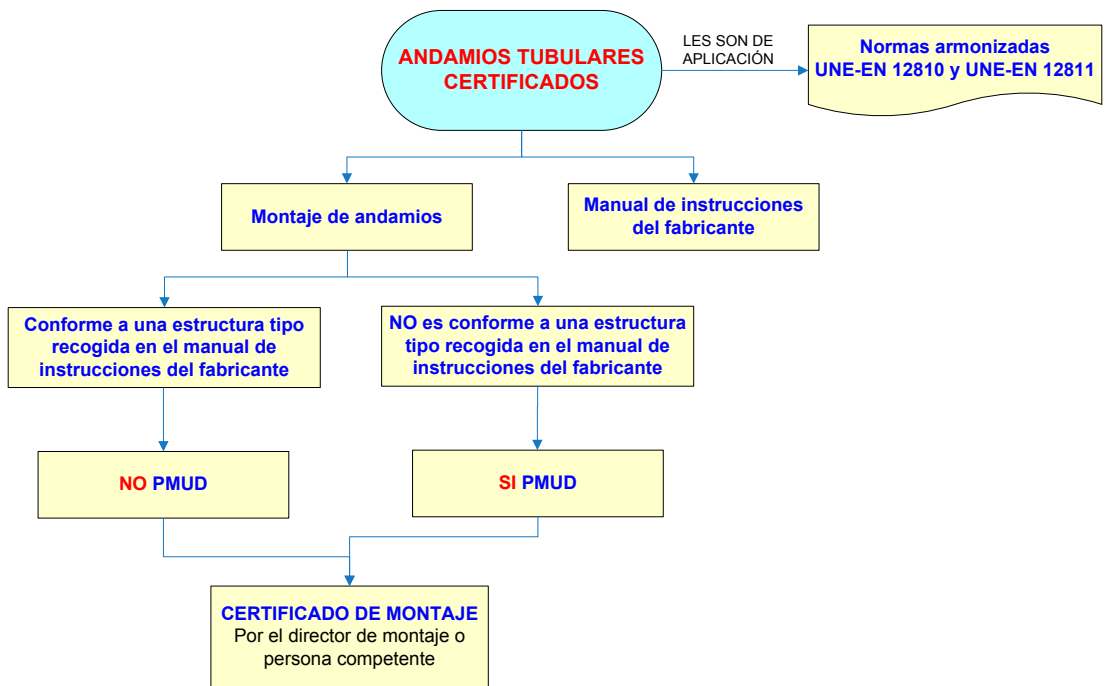 ANDAMIOS TUBULARES
CERTIFICADOS
LES SON DE
APLICACIÓN
Normas armonizadas
UNE-EN 12810 y UNE-EN 12811
Montaje de andamios
Manual de instrucciones
del fabricante
Conforme a una estructura tipo
recogida en el manual de
instrucciones del fabricante
NO es conforme a una estructura
tipo recogida en el manual de
instrucciones del fabricante
NO PMUD
SI PMUD
CERTIFICADO DE MONTAJE
Por el director de montaje o
persona competente